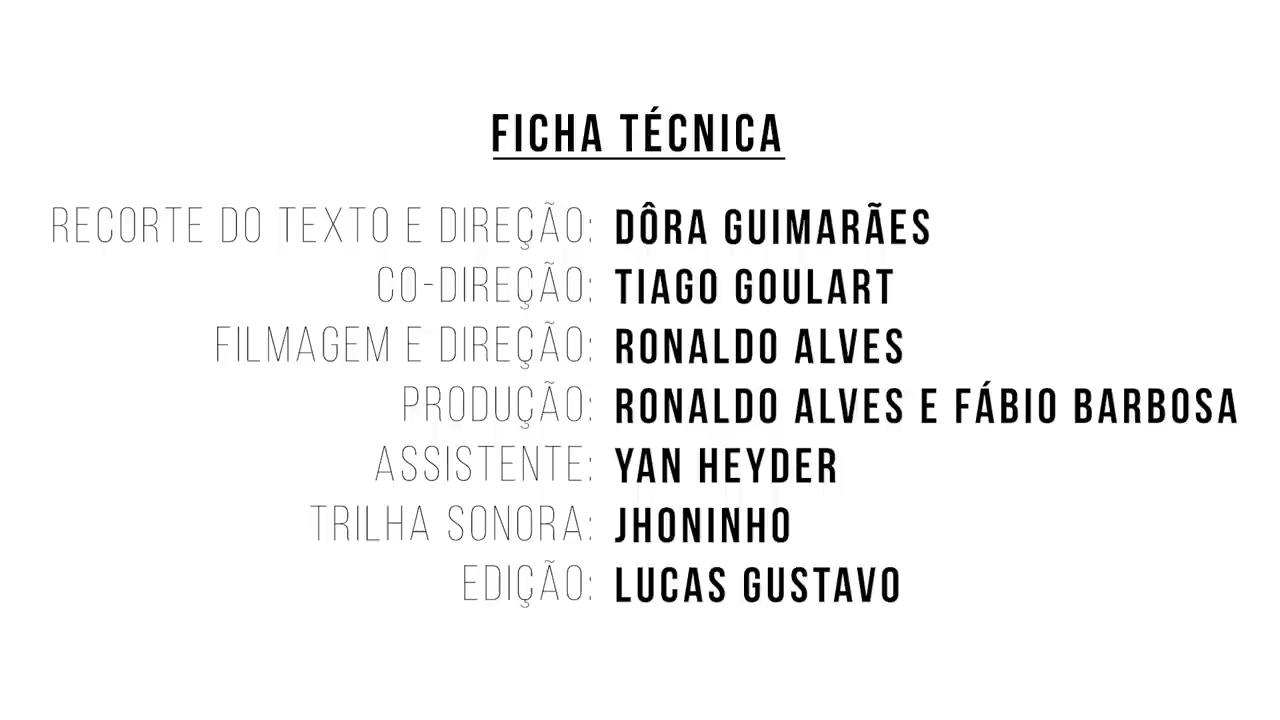 FICHA TÉCNICA
RECORTE DO TEXTO E DIREÇÃO: DÔRA GUIMARÃES
CO-DIREÇÃO: TIAGO GOULART
FILMAGEM E DIREÇÃO: RONALDO ALVES
PRODUÇÃO: RONALDO ALVES E FÁBIO BARBOSA
ASSISTENTE: YAN HEYDER
TRILHA SONORA: JHONINHO
EDIÇÃO: LUCAS GUSTAVO